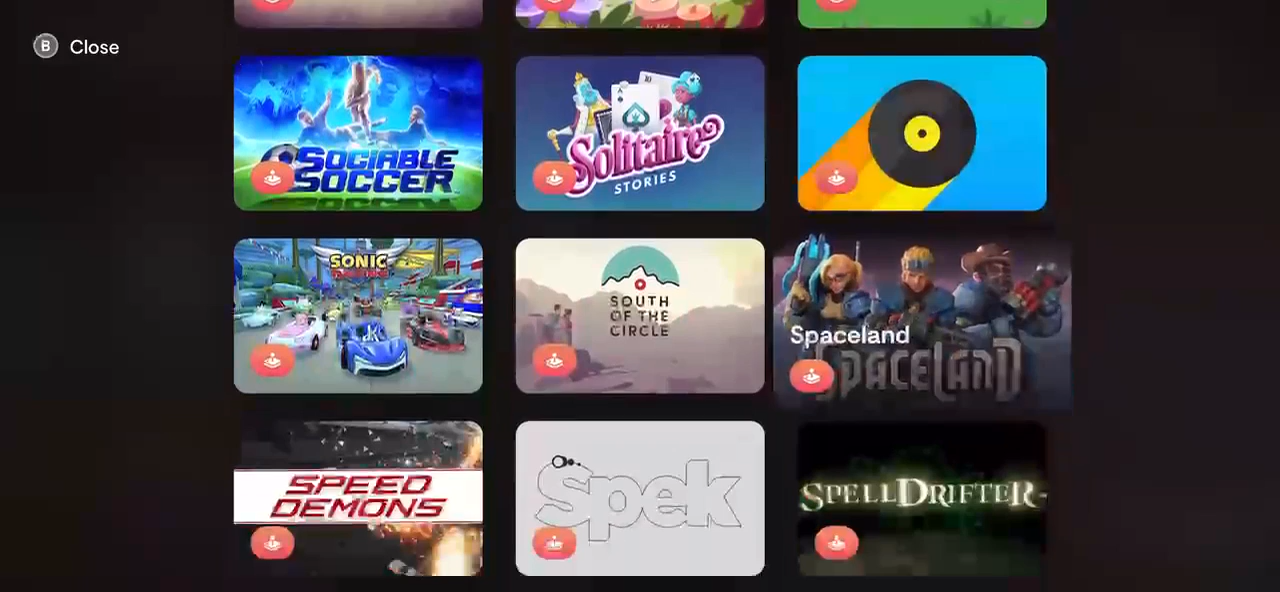 B Close
SOCIABLE
SOCCER
Solitaire
STORIES
SONIC
SOUTH
OF THE
CIRCLE
Spaceland
SPACELAND
SPEED
DEMONS
Spek
SPELLDRIFTER